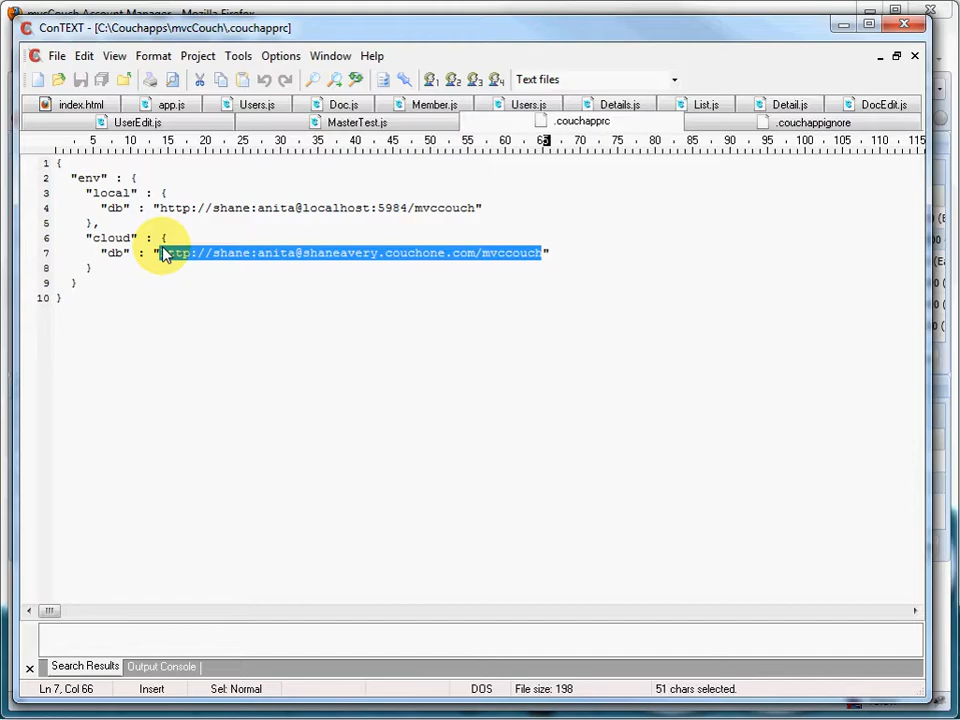 mvcCouch Account Manager - Mozilla Firefox
ConTEXT - [C:\Couchapps\mvcCouch\.couchapprc]
File Edit View Format Project Tools Options Window Help
Text files
index.html app.js Users.js Doc.js Member.js Users.js Details.js List.js Detail.js DocEdit.js
UserEdit.js MasterTest.js .couchapprc .couchappignore
5 10 15 20 25 30 35 40 45 50 55 60 65 70 75 80 85 90 95 100 105 110 115
1 {
2 "env" : {
3 "local" : {
4 "db" : "http://shane:anita@localhost:5984/mvccouch"
5 },
6 "cloud" : {
7 "db" : "http://shane:anita@shaneavery.couchone.com/mvccouch"
8 }
9 }
10 }
Search Results Output Console
Ln 7, Col 66 Insert Sel: Normal DOS File size: 198 51 chars selected.